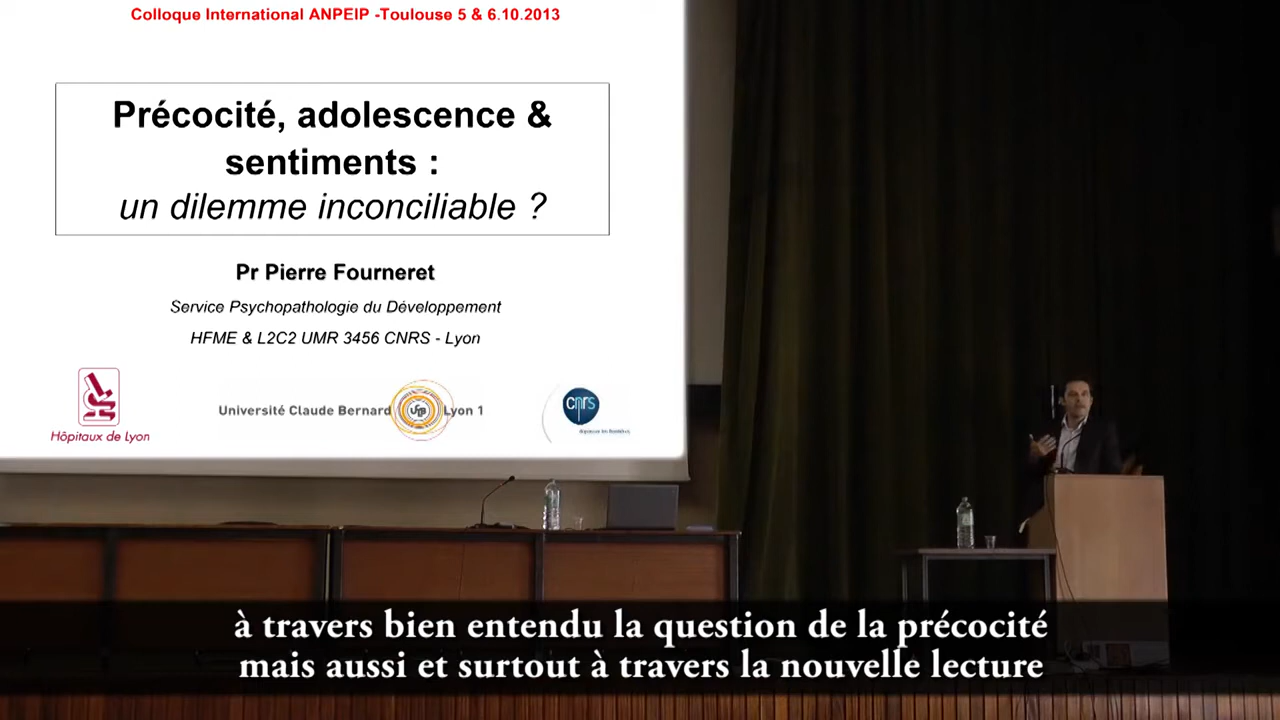 Colloque International ANPEIP -Toulouse 5 & 6.10.2013
Précocité, adolescence &
sentiments :
un dilemme inconciliable ?
Pr Pierre Fourneret
Service Psychopathologie du Développement
HFME & L2C2 UMR 3456 CNRS - Lyon
Hôpitaux de Lyon
Université Claude Bernard Lyon 1
cnrs
à travers bien entendu la question de la précocité
mais aussi et surtout à travers la nouvelle lecture